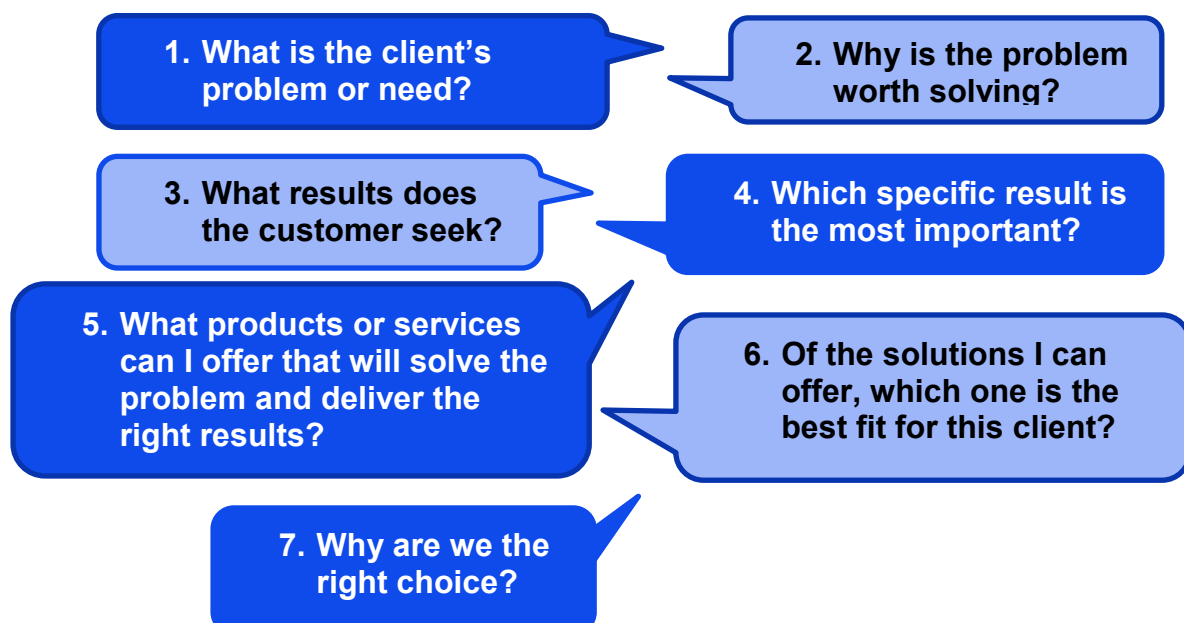 1. What is the client’s
problem or need?
2. Why is the problem
worth solving?
3. What results does
the customer seek?
4. Which specific result is
the most important?
5. What products or services
can I offer that will solve the
problem and deliver the
right results?
6. Of the solutions I can
offer, which one is the
best fit for this client?
7. Why are we the
right choice?